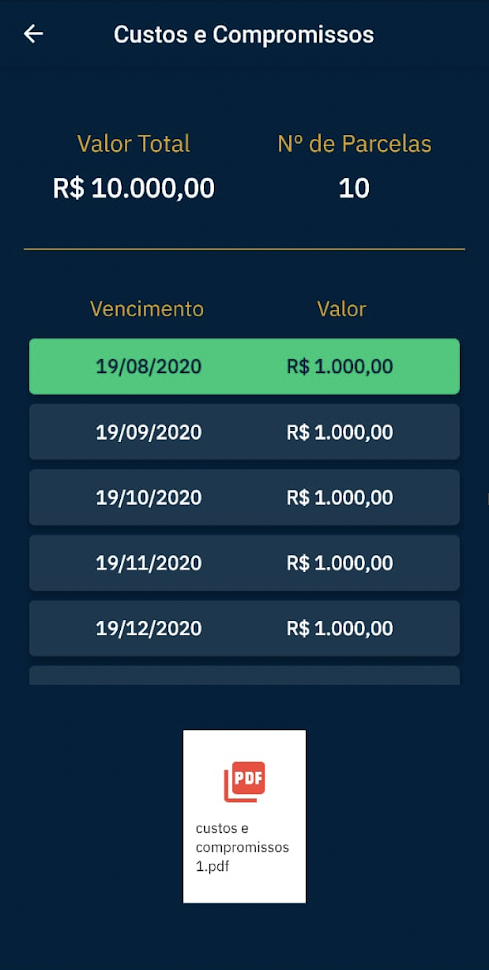 Custos e Compromissos
Valor Total Nº de Parcelas
R$ 10.000,00 10
Vencimento Valor
19/08/2020 R$ 1.000,00
19/09/2020 R$ 1.000,00
19/10/2020 R$ 1.000,00
19/11/2020 R$ 1.000,00
19/12/2020 R$ 1.000,00
PDF
custos e
compromissos
1.pdf